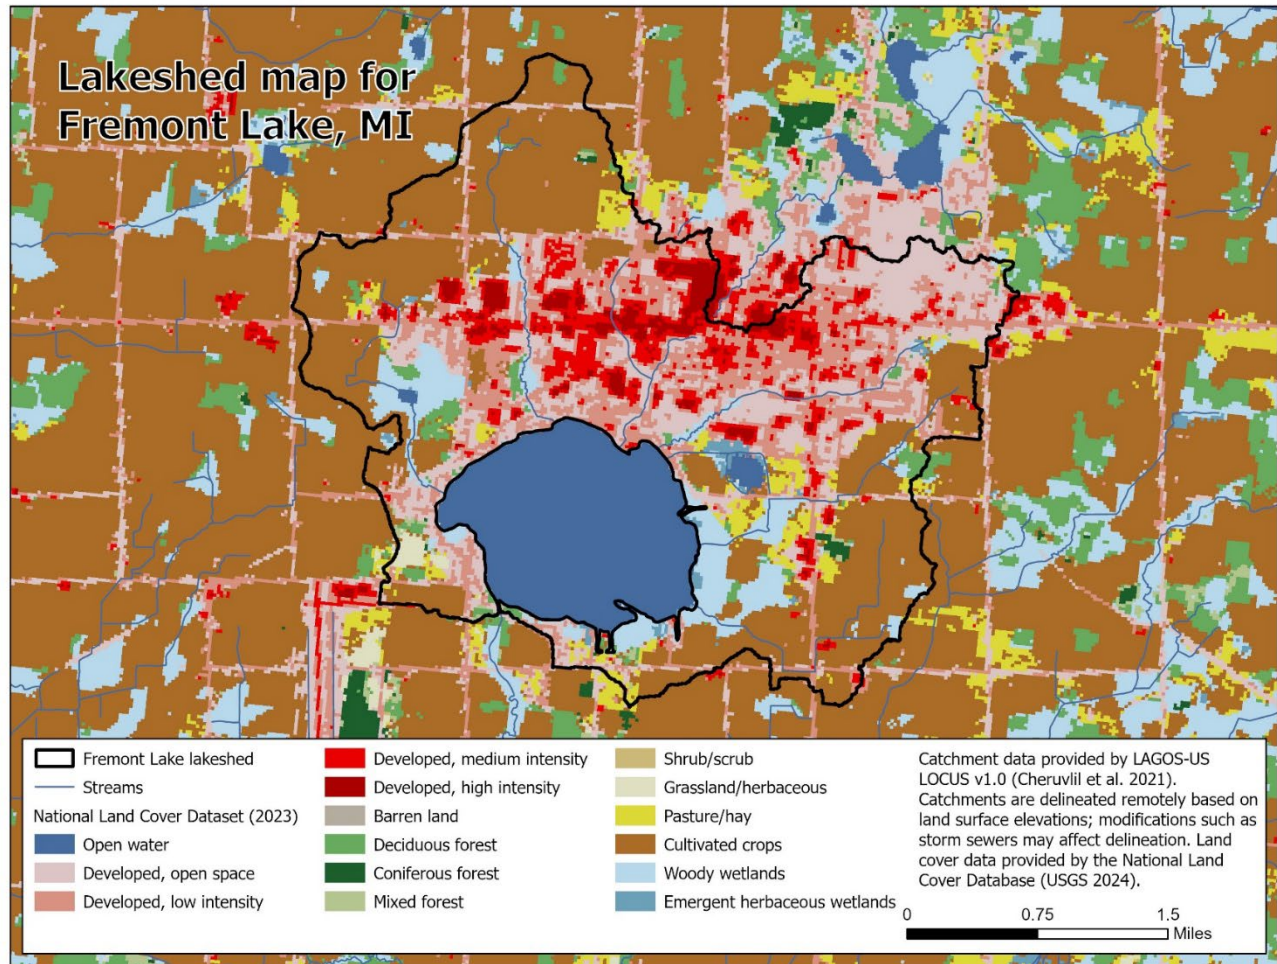 Lakeshed map for
Fremont Lake, MI
Fremont Lake lakeshed
Streams
National Land Cover Dataset (2023)
Open water
Developed, open space
Developed, low intensity
Developed, medium intensity
Developed, high intensity
Barren land
Deciduous forest
Coniferous forest
Mixed forest
Shrub/scrub
Grassland/herbaceous
Pasture/hay
Cultivated crops
Woody wetlands
Emergent herbaceous wetlands
Catchment data provided by LAGOS-US
LOCUS v1.0 (Cheruvlil et al. 2021).
Catchments are delineated remotely based on
land surface elevations; modifications such as
storm sewers may affect delineation. Land
cover data provided by the National Land
Cover Database (USGS 2024).
0 0.75 1.5
Miles